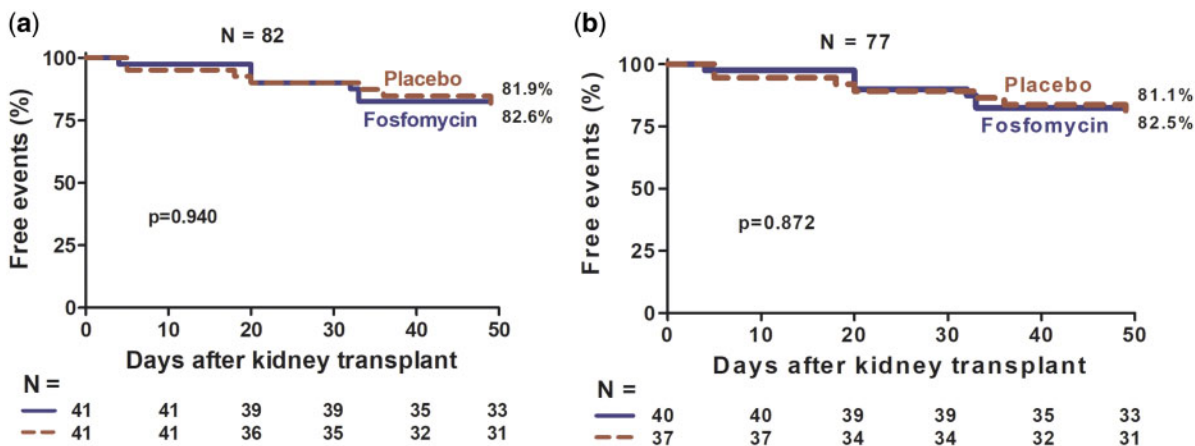 (a)
N = 82
Free events (%)
100
75
50
25
0
Placebo
81.9%
Fosfomycin
82.6%
p=0.940
0 10 20 30 40 50
Days after kidney transplant
N =
41 41 39 39 35 33
41 41 36 35 32 31
(b)
N = 77
Free events (%)
100
75
50
25
0
Placebo
81.1%
Fosfomycin
82.5%
p=0.872
0 10 20 30 40 50
Days after kidney transplant
N =
40 40 39 39 35 33
37 37 34 34 32 31